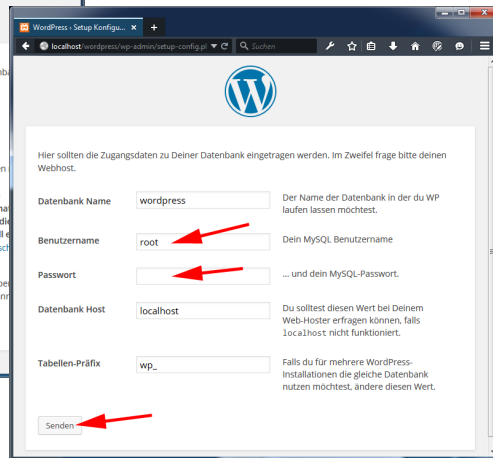 WordPress › Setup Konfigu...
localhost/wordpress/wp-admin/setup-config.p
Suchen
Hier sollten die Zugangsdaten zu Deiner Datenbank eingetragen werden. Im Zweifel frage bitte deinen
Webhost.
Datenbank Name
wordpress
Der Name der Datenbank in der du WP
laufen lassen möchtest.
Benutzername
root
Dein MySQL Benutzername
Passwort
... und dein MySQL-Passwort.
Datenbank Host
localhost
Du solltest diesen Wert bei Deinem
Web-Hoster erfragen können, falls
localhost nicht funktioniert.
Tabellen-Präfix
wp_
Falls du für mehrere WordPress-
Installationen die gleiche Datenbank
nutzen möchtest, ändere diesen Wert.
Senden